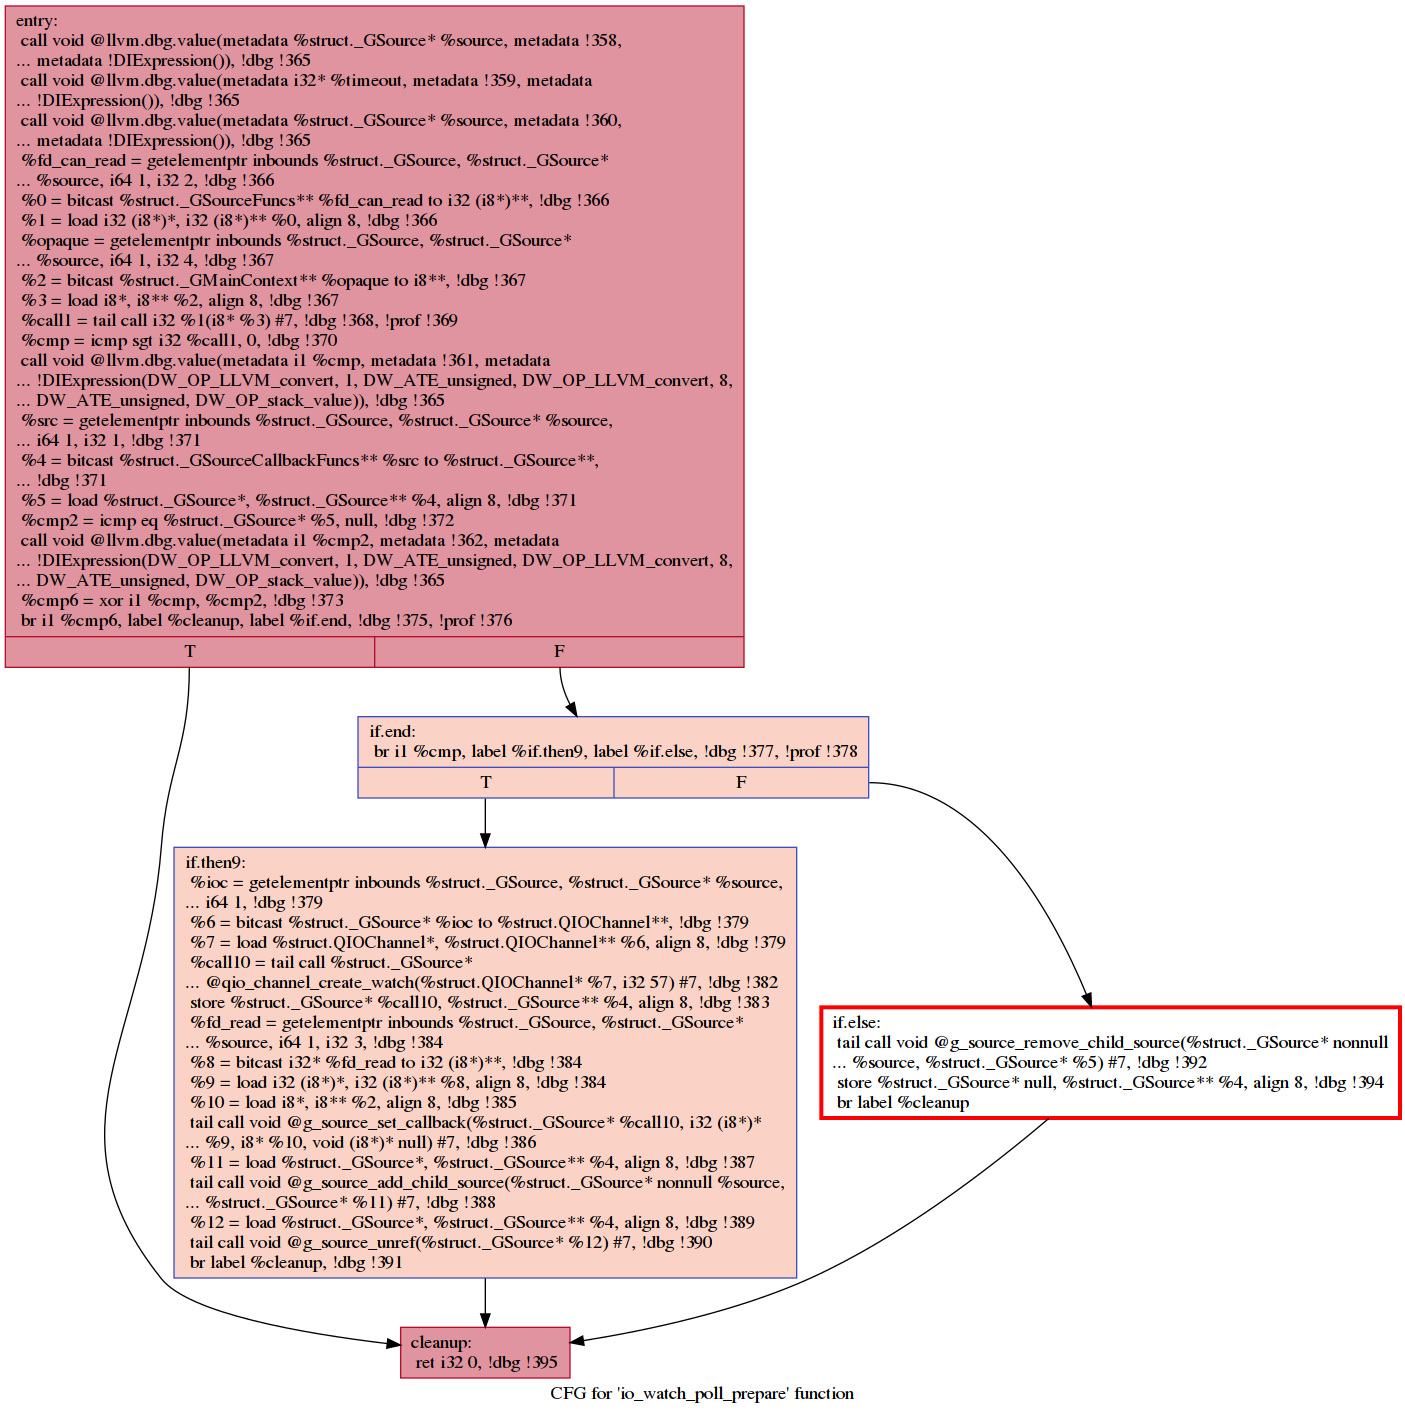 entry:
call void @llvm.dbg.value(metadata %struct._GSource* %source, metadata !358,
... metadata !DIExpression()), !dbg !365
call void @llvm.dbg.value(metadata i32* %timeout, metadata !359, metadata
... !DIExpression()), !dbg !365
call void @llvm.dbg.value(metadata %struct._GSource* %source, metadata !360,
... metadata !DIExpression()), !dbg !365
%fd_can_read = getelementptr inbounds %struct._GSource, %struct._GSource*
... %source, i64 1, i32 2, !dbg !366
%0 = bitcast %struct._GSourceFuncs** %fd_can_read to i32 (i8*)**, !dbg !366
%1 = load i32 (i8*)*, i32 (i8*)** %0, align 8, !dbg !366
%opaque = getelementptr inbounds %struct._GSource, %struct._GSource*
... %source, i64 1, i32 4, !dbg !367
%2 = bitcast %struct._GMainContext** %opaque to i8**, !dbg !367
%3 = load i8*, i8** %2, align 8, !dbg !367
%call1 = tail call i32 %1(i8* %3) #7, !dbg !368, !prof !369
%cmp = icmp sgt i32 %call1, 0, !dbg !370
call void @llvm.dbg.value(metadata i1 %cmp, metadata !361, metadata
... !DIExpression(DW_OP_LLVM_convert, 1, DW_ATE_unsigned, DW_OP_LLVM_convert, 8,
... DW_ATE_unsigned, DW_OP_stack_value)), !dbg !365
%src = getelementptr inbounds %struct._GSource, %struct._GSource* %source,
... i64 1, i32 1, !dbg !371
%4 = bitcast %struct._GSourceCallbackFuncs** %src to %struct._GSource**,
... !dbg !371
%5 = load %struct._GSource*, %struct._GSource** %4, align 8, !dbg !371
%cmp2 = icmp eq %struct._GSource* %5, null, !dbg !372
call void @llvm.dbg.value(metadata i1 %cmp2, metadata !362, metadata
... !DIExpression(DW_OP_LLVM_convert, 1, DW_ATE_unsigned, DW_OP_LLVM_convert, 8,
... DW_ATE_unsigned, DW_OP_stack_value)), !dbg !365
%cmp6 = xor i1 %cmp, %cmp2, !dbg !373
br i1 %cmp6, label %cleanup, label %if.end, !dbg !375, !prof !376
T F
if.end:
br i1 %cmp, label %if.then9, label %if.else, !dbg !377, !prof !378
T F
if.then9:
%ioc = getelementptr inbounds %struct._GSource, %struct._GSource* %source,
... i64 1, !dbg !379
%6 = bitcast %struct._GSource* %ioc to %struct.QIOChannel**, !dbg !379
%7 = load %struct.QIOChannel*, %struct.QIOChannel** %6, align 8, !dbg !379
%call10 = tail call %struct._GSource*
... @qio_channel_create_watch(%struct.QIOChannel* %7, i32 57) #7, !dbg !382
store %struct._GSource* %call10, %struct._GSource** %4, align 8, !dbg !383
%fd_read = getelementptr inbounds %struct._GSource, %struct._GSource*
... %source, i64 1, i32 3, !dbg !384
%8 = bitcast i32* %fd_read to i32 (i8*)**, !dbg !384
%9 = load i32 (i8*)*, i32 (i8*)** %8, align 8, !dbg !384
%10 = load i8*, i8** %2, align 8, !dbg !385
tail call void @g_source_set_callback(%struct._GSource* %call10, i32 (i8*)*
... %9, i8* %10, void (i8*)* null) #7, !dbg !386
%11 = load %struct._GSource*, %struct._GSource** %4, align 8, !dbg !387
tail call void @g_source_add_child_source(%struct._GSource* nonnull %source,
... %struct._GSource* %11) #7, !dbg !388
%12 = load %struct._GSource*, %struct._GSource** %4, align 8, !dbg !389
tail call void @g_source_unref(%struct._GSource* %12) #7, !dbg !390
br label %cleanup, !dbg !391
if.else:
tail call void @g_source_remove_child_source(%struct._GSource* nonnull
... %source, %struct._GSource* %5) #7, !dbg !392
store %struct._GSource* null, %struct._GSource** %4, align 8, !dbg !394
br label %cleanup
cleanup:
ret i32 0, !dbg !395
CFG for 'io_watch_poll_prepare' function